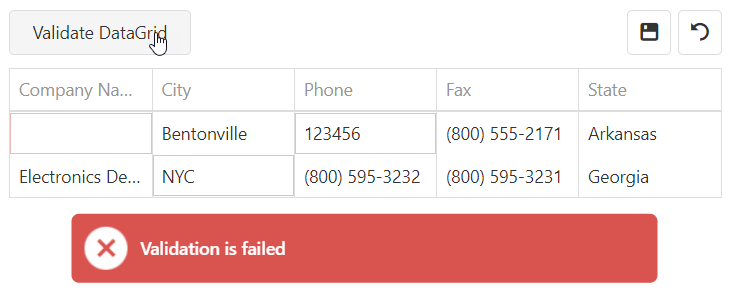 Validate DataGrid
Company Na... City Phone Fax State
Bentonville 123456 (800) 555-2171 Arkansas
Electronics De... NYC (800) 595-3232 (800) 595-3231 Georgia
Validation is failed